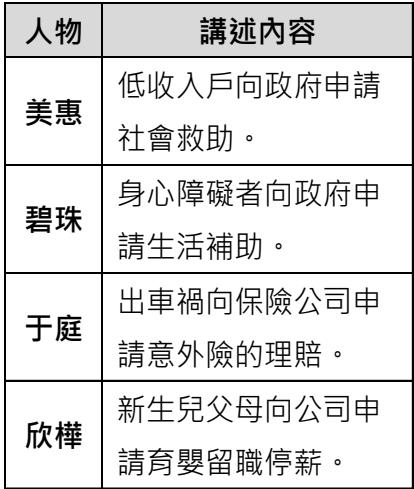 人物 講述內容
美惠
低收入戶向政府申請
社會救助。
碧珠
身心障礙者向政府申
請生活補助。
于庭
出車禍向保險公司申
請意外險的理賠。
欣樺
新生兒父母向公司申
請育嬰留職停薪。